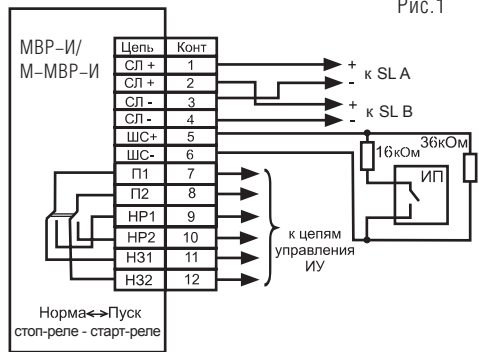 Рис.1
МВР-И/
М-МВР-И
Цепь Конт
СЛ + 1
СЛ + 2
СЛ - 3
СЛ - 4
ШС+ 5
ШС- 6
П1 7
П2 8
НР1 9
НР2 10
НЗ1 11
НЗ2 12
+
- к SL A
+
- к SL B
16кОм
36кОм
ИП
к цепям
управления
ИУ
Норма<->Пуск
стоп-реле - старт-реле